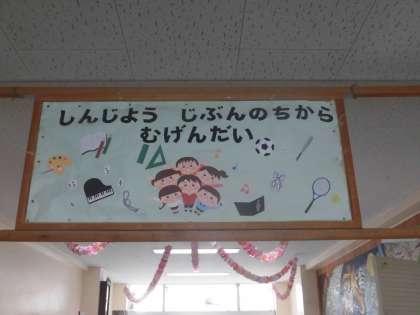 しんじよう じぶんのちから
むげんだい